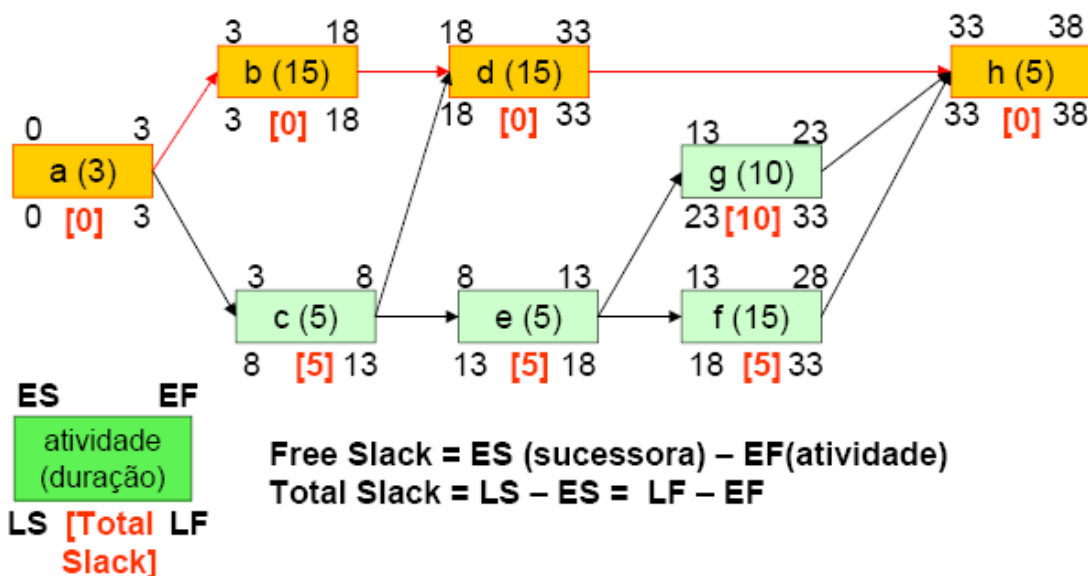 3 18
b (15)
3 [0] 18
18 33
d (15)
18 [0] 33
33 38
h (5)
33 [0] 38
0 3
a (3)
0 [0] 3
13 23
g (10)
23 [10] 33
3 8
c (5)
8 [5] 13
8 13
e (5)
13 [5] 18
13 28
f (15)
18 [5] 33
ES EF
atividade
(duração)
LS [Total LF
Slack]
Free Slack = ES (sucessora) – EF(atividade)
Total Slack = LS – ES = LF – EF